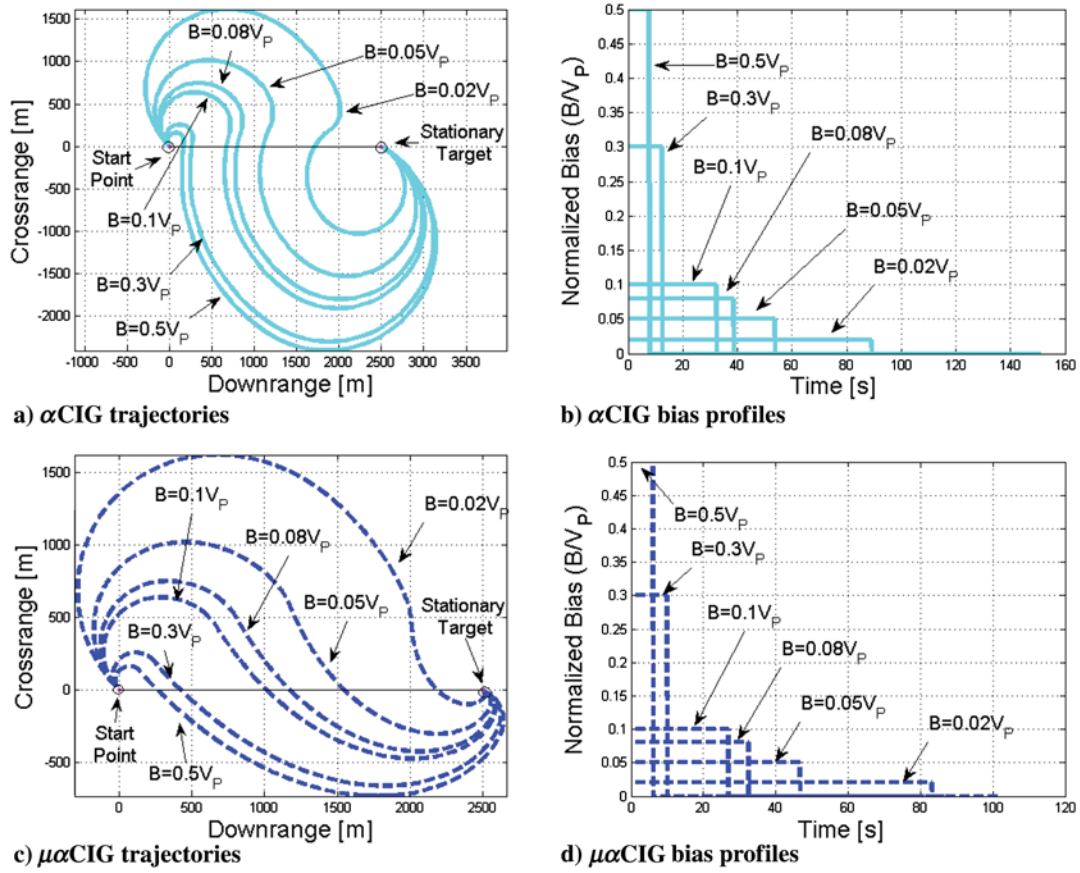 1500
1000
500
0
-500
-1000
-1500
-2000
Crossrange [m]
B=0.08V_P
B=0.05V_P
B=0.02V_P
Stationary
Target
Start
Point
B=0.1V_P
B=0.3V_P
B=0.5V_P
-1000 -500 0 500 1000 1500 2000 2500 3000 3500
Downrange [m]
a) αCIG trajectories
0.5
0.45
0.4
0.35
0.3
0.25
0.2
0.15
0.1
0.05
0
Normalized Bias (B/V_P)
B=0.5V_P
B=0.3V_P
B=0.08V_P
B=0.1V_P
B=0.05V_P
B=0.02V_P
0 20 40 60 80 100 120 140 160
Time [s]
b) αCIG bias profiles
1500
1000
500
0
-500
Crossrange [m]
B=0.1V_P
B=0.02V_P
B=0.08V_P
B=0.05V_P
Stationary
Target
B=0.3V_P
Start
Point
B=0.5V_P
0 500 1000 1500 2000 2500
Downrange [m]
c) μαCIG trajectories
0.5
0.45
0.4
0.35
0.3
0.25
0.2
0.15
0.1
0.05
0
Normalized Bias (B/V_P)
B=0.5V_P
B=0.3V_P
B=0.1V_P
B=0.08V_P
B=0.05V_P
B=0.02V_P
0 20 40 60 80 100 120
Time [s]
d) μαCIG bias profiles